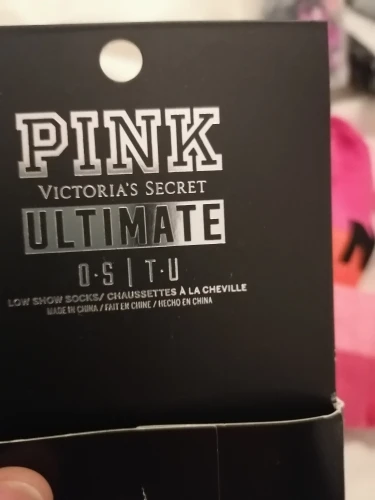 PINK
VICTORIA'S SECRET
ULTIMATE
O·S | T·U
LOW SHOW SOCKS/ CHAUSSETTES À LA CHEVILLE
MADE IN CHINA / FAIT EN CHINE / HECHO EN CHINA